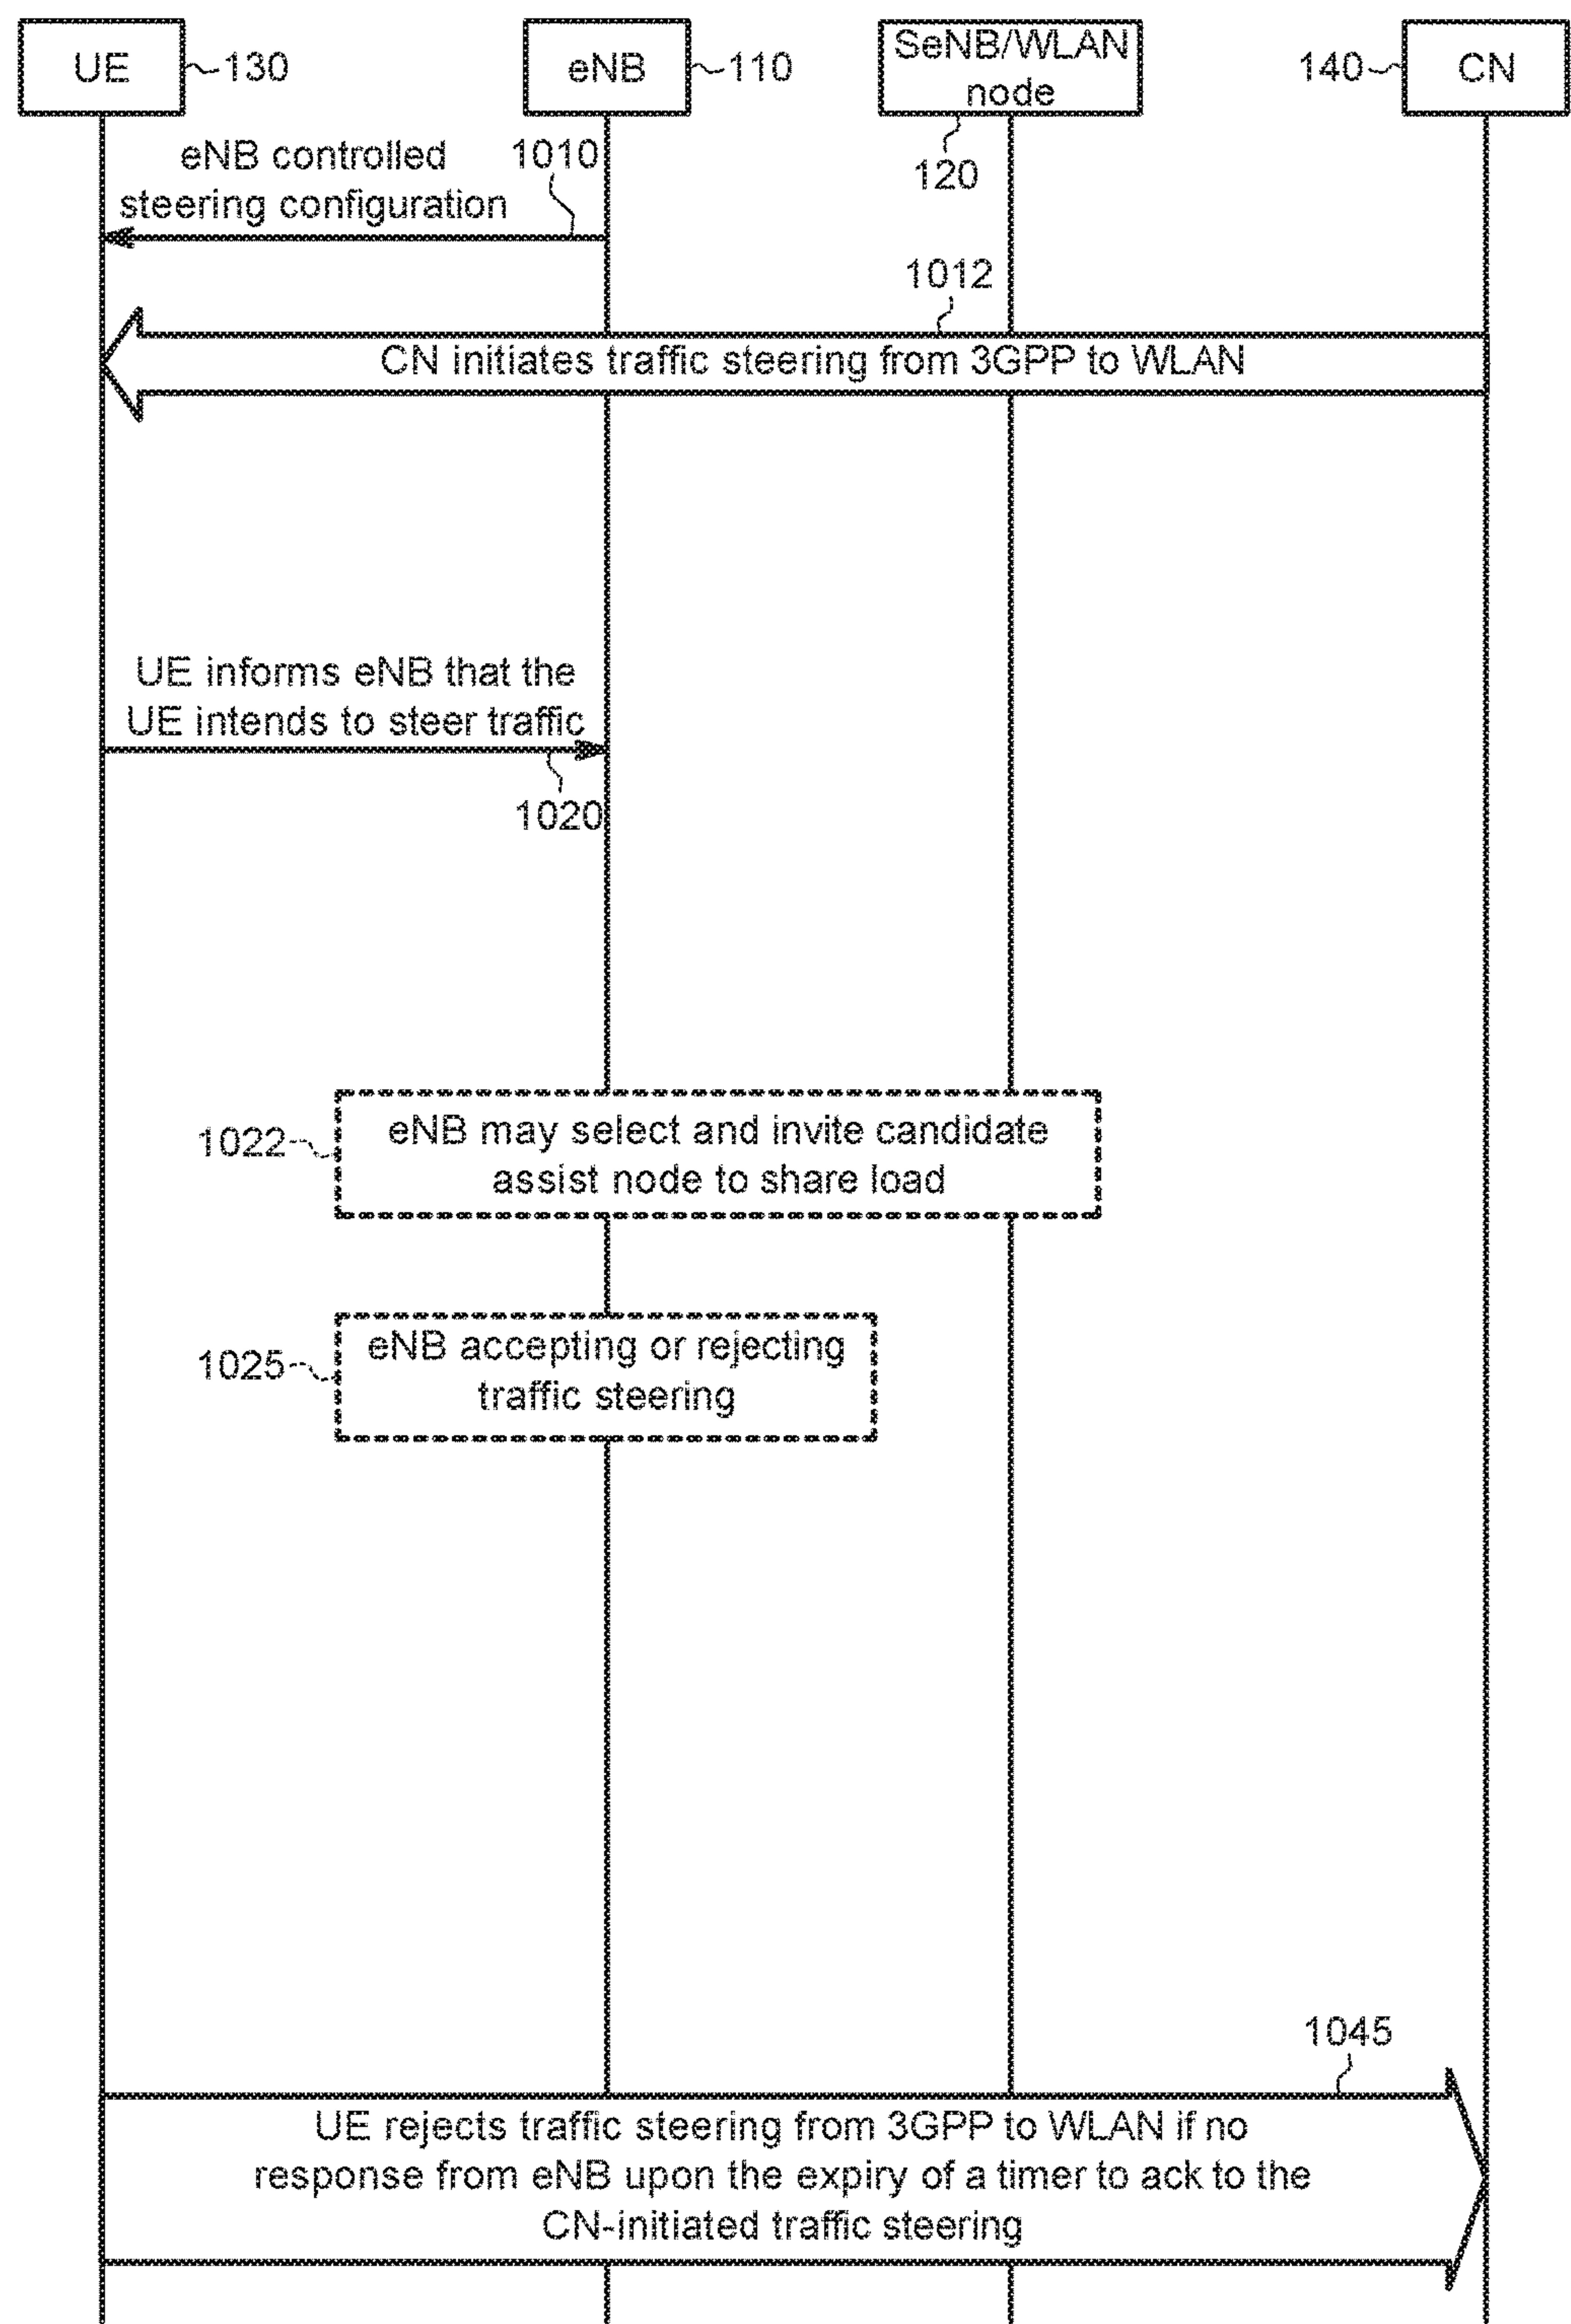 UE
130
eNB
110
SeNB/WLAN
node
120
140
CN
eNB controlled
steering configuration
1010
1012
CN initiates traffic steering from 3GPP to WLAN
UE informs eNB that the
UE intends to steer traffic
1020
1022
eNB may select and invite candidate
assist node to share load
1025
eNB accepting or rejecting
traffic steering
1045
UE rejects traffic steering from 3GPP to WLAN if no
response from eNB upon the expiry of a timer to ack to the
CN-initiated traffic steering